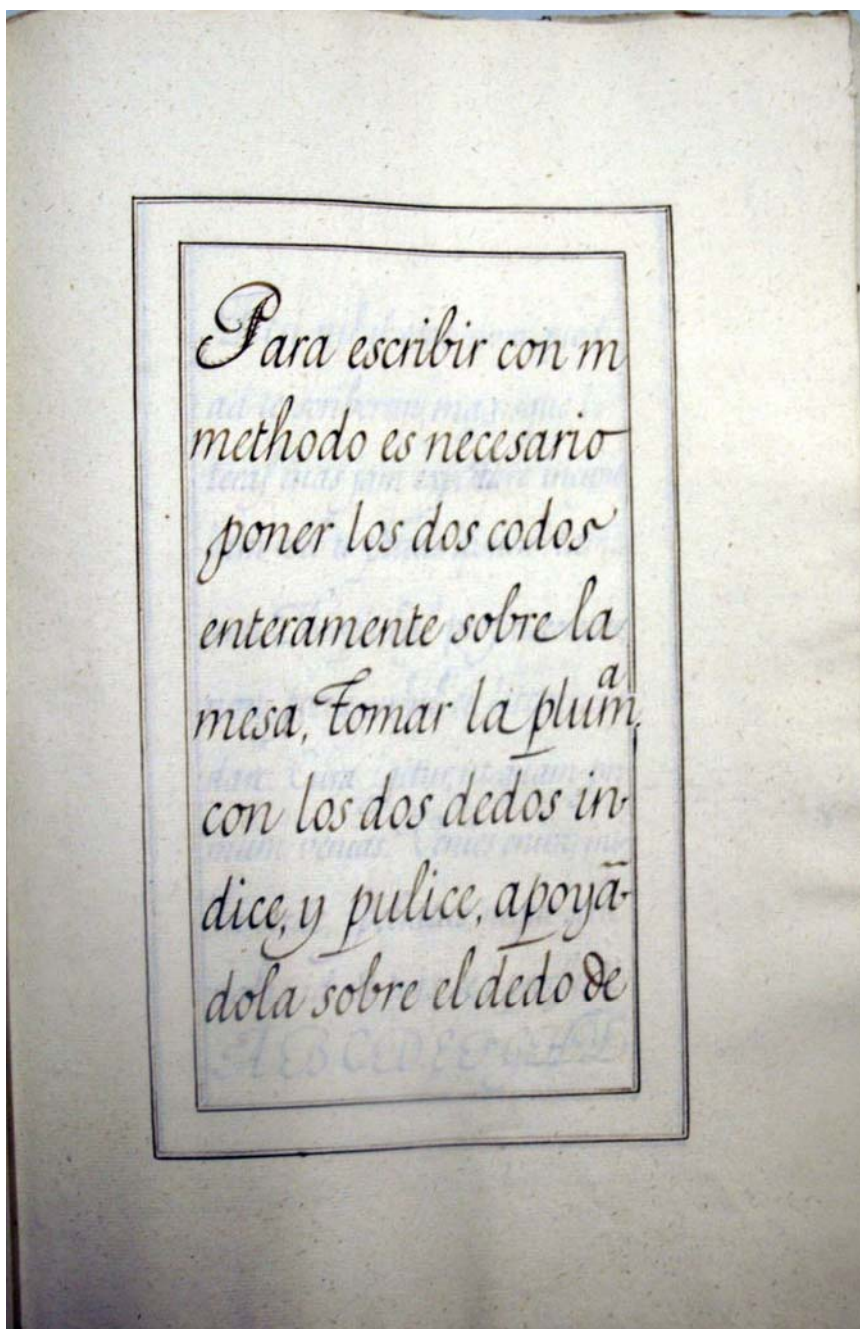 Para escribir con m
methodo es necesario
poner los dos codos
enteramente sobre la
mesa, tomar la plumª
con los dos dedos in-
dice, y pulice, apoyā-
dola sobre el dedo de